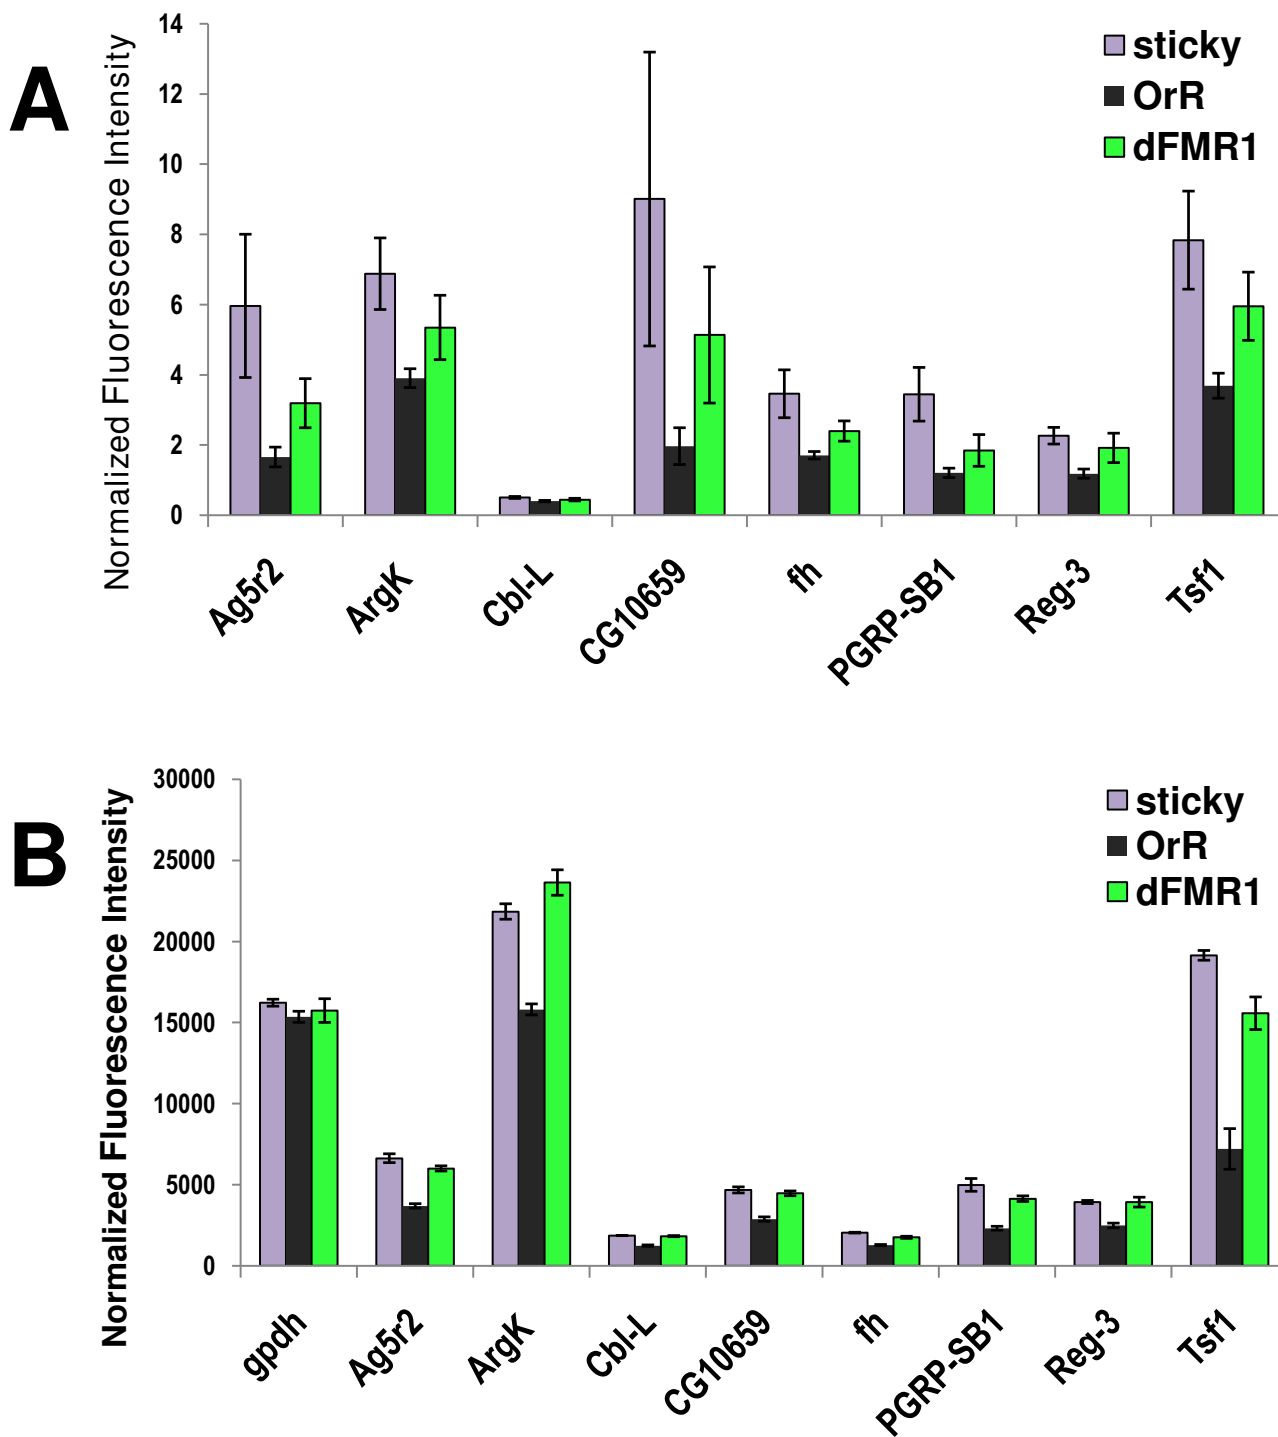 A
Normalized Fluorescence Intensity
14
12
10
8
6
4
2
0
sticky
OrR
dFMR1
Ag5r2
ArgK
Cbl-L
CG10659
fh
PGRP-SB1
Reg-3
Tsf1
B
Normalized Fluorescence Intensity
30000
25000
20000
15000
10000
5000
0
sticky
OrR
dFMR1
gpdh
Ag5r2
ArgK
Cbl-L
CG10659
fh
PGRP-SB1
Reg-3
Tsf1